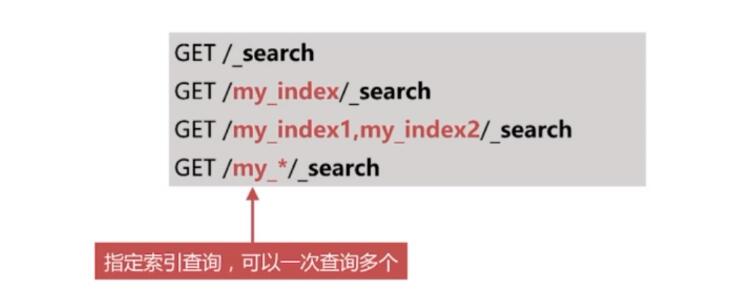 GET /_search
GET /my_index/_search
GET /my_index1,my_index2/_search
GET /my_*/_search
指定索引查询，可以一次查询多个